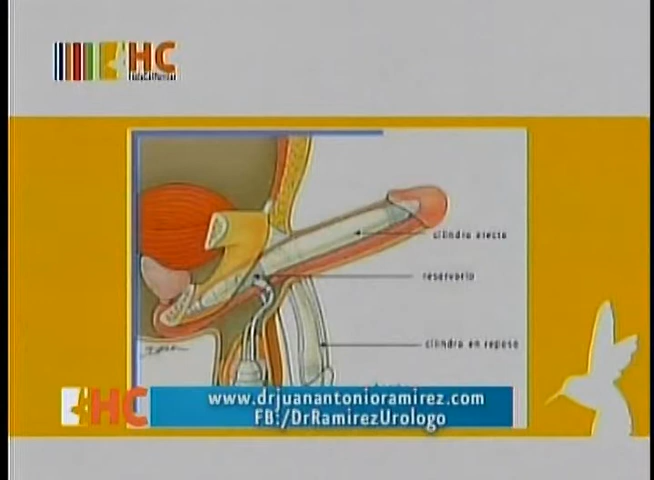 HC
cilindro erecto
reservorio
cilindro en reposo
HC
www.drjuanantonioramirez.com
FB:/DrRamirezUrologo